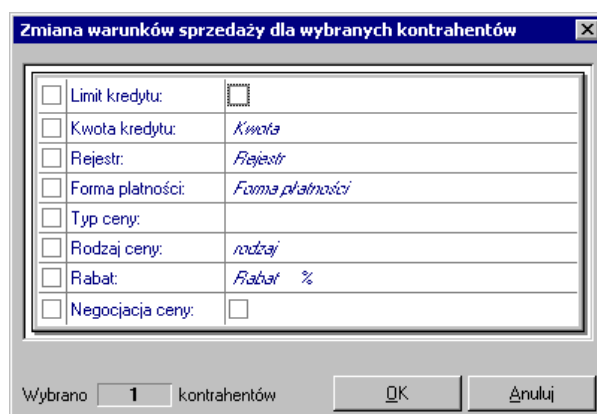 Zmiana warunków sprzedaży dla wybranych kontrahentów
Limit kredytu:
Kwota kredytu: Kwota
Rejestr: Rejestr
Forma płatności: Forma płatności
Typ ceny:
Rodzaj ceny: rodzaj
Rabat: Rabat %
Negocjacja ceny:
Wybrano 1 kontrahentów OK Anuluj